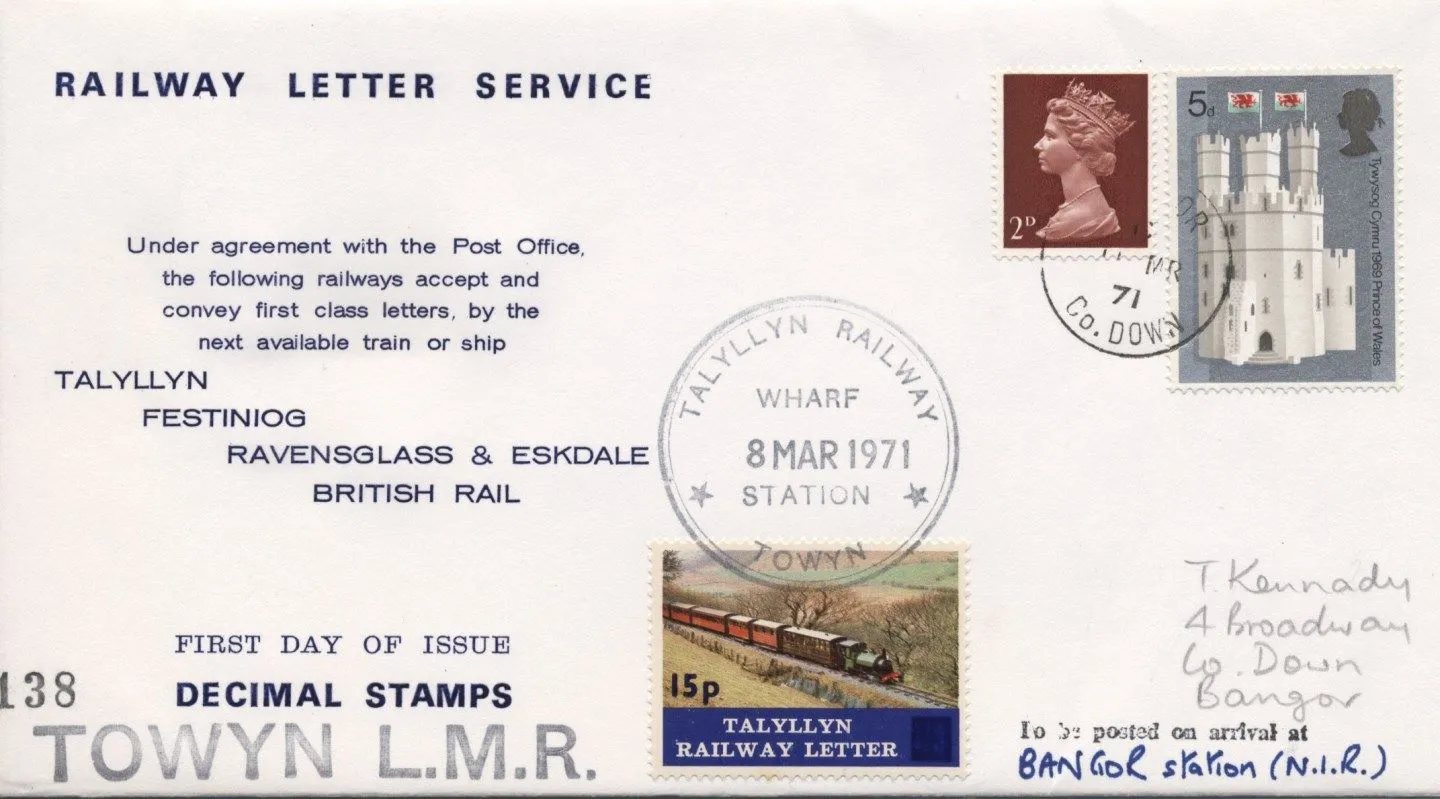 RAILWAY LETTER SERVICE
Under agreement with the Post Office,
the following railways accept and
convey first class letters, by the
next available train or ship
TALYLLYN
FESTINIOG
RAVENSGLASS & ESKDALE
BRITISH RAIL
FIRST DAY OF ISSUE
DECIMAL STAMPS
138
TOWYN L.M.R.
2D
5d
Tywysog Cymru 1969 Prince of Wales
MR
71
Co. DOWN
TALYLLYN RAILWAY
WHARF
8 MAR 1971
STATION
TOWYN
15p
TALYLLYN
RAILWAY LETTER
T. Kennady
4 Broadway
Co. Down
Bangor
To be posted on arrival at
BANGOR station (N.I.R.)